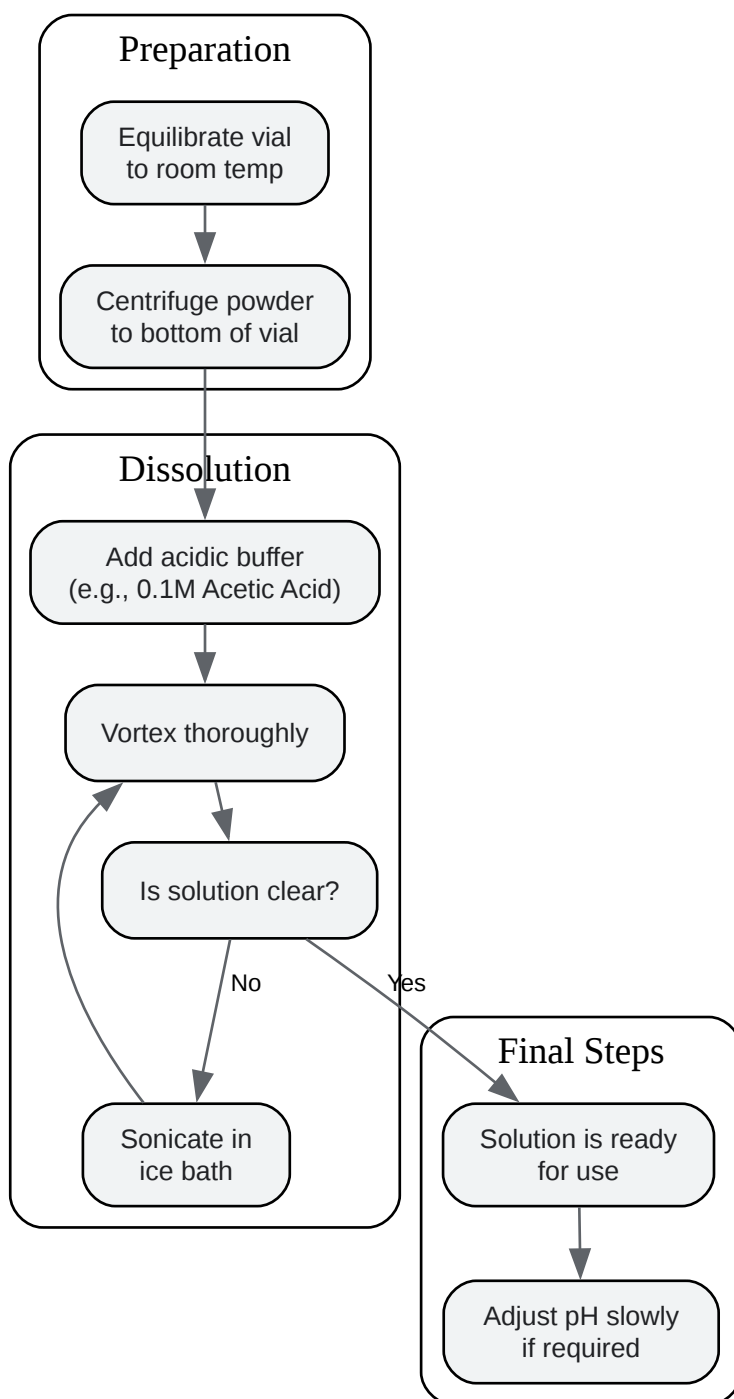 Preparation
Equilibrate vial
to room temp
Centrifuge powder
to bottom of vial
Dissolution
Add acidic buffer
(e.g., 0.1M Acetic Acid)
Vortex thoroughly
Is solution clear?
No
Yes
Sonicate in
ice bath
Final Steps
Solution is ready
for use
Adjust pH slowly
if required